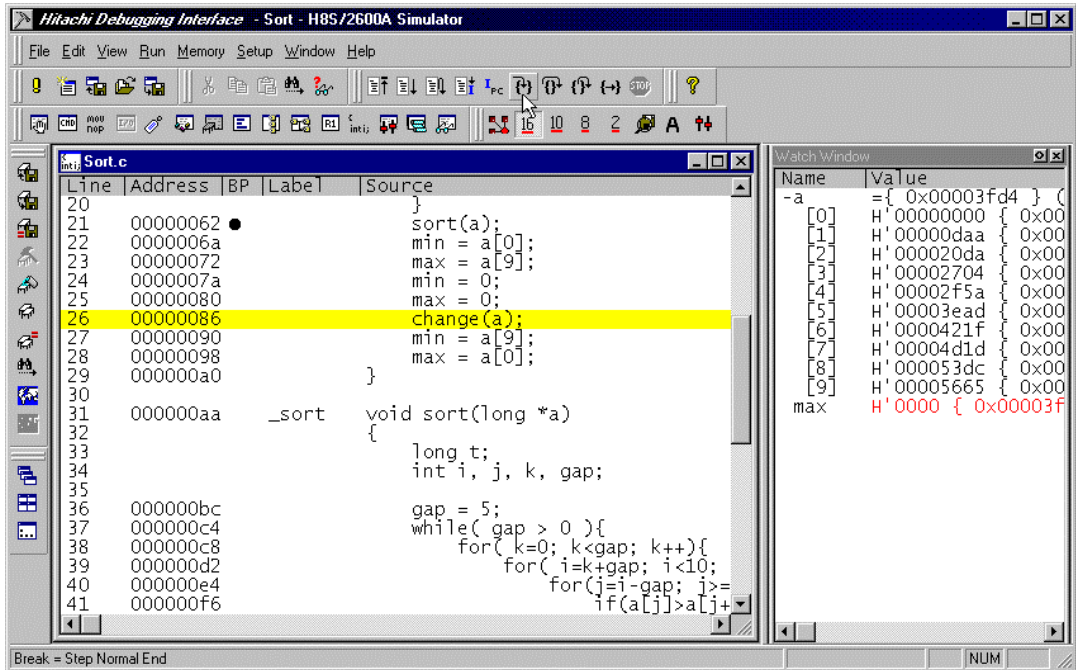 Hitachi Debugging Interface - Sort - H8S/2600A Simulator
File Edit View Run Memory Setup Window Help
16 10 8 2 A
Sort.c
Line Address BP Label Source
20 }
21 00000062 ● sort(a);
22 0000006a min = a[0];
23 00000072 max = a[9];
24 0000007a min = 0;
25 00000080 max = 0;
26 00000086 change(a);
27 00000090 min = a[9];
28 00000098 max = a[0];
29 000000a0 }
30
31 000000aa _sort void sort(long *a)
32 {
33 long t;
34 int i, j, k, gap;
35
36 000000bc gap = 5;
37 000000c4 while( gap > 0 ){
38 000000c8 for( k=0; k<gap; k++){
39 000000d2 for( i=k+gap; i<10;
40 000000e4 for(j=i-gap; j>=
41 000000f6 if(a[j]>a[j+
Watch Window
Name Value
-a ={ 0x00003fd4 } (
[0] H'00000000 { 0x00
[1] H'00000daa { 0x00
[2] H'000020da { 0x00
[3] H'00002704 { 0x00
[4] H'00002f5a { 0x00
[5] H'00003ead { 0x00
[6] H'0000421f { 0x00
[7] H'00004d1d { 0x00
[8] H'000053dc { 0x00
[9] H'00005665 { 0x00
max H'0000 { 0x00003f
Break = Step Normal End
NUM